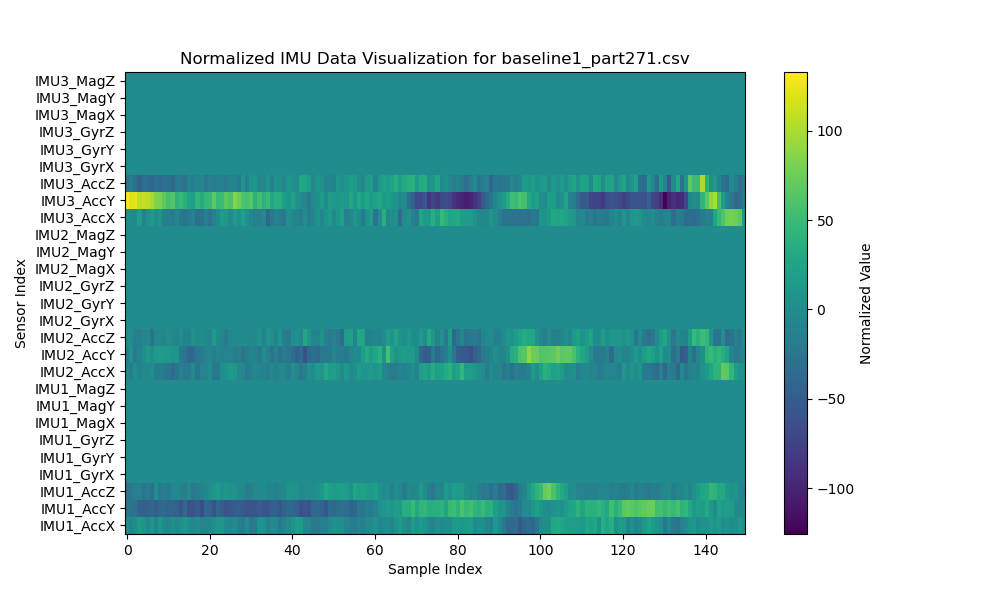 Normalized IMU Data Visualization for baseline1_part271.csv
IMU3_MagZ
IMU3_MagY
IMU3_MagX
IMU3_GyrZ
IMU3_GyrY
IMU3_GyrX
IMU3_AccZ
IMU3_AccY
IMU3_AccX
IMU2_MagZ
IMU2_MagY
IMU2_MagX
IMU2_GyrZ
IMU2_GyrY
IMU2_GyrX
IMU2_AccZ
IMU2_AccY
IMU2_AccX
IMU1_MagZ
IMU1_MagY
IMU1_MagX
IMU1_GyrZ
IMU1_GyrY
IMU1_GyrX
IMU1_AccZ
IMU1_AccY
IMU1_AccX
Sensor Index
0 20 40 60 80 100 120 140
Sample Index
100
50
0
−50
−100
Normalized Value